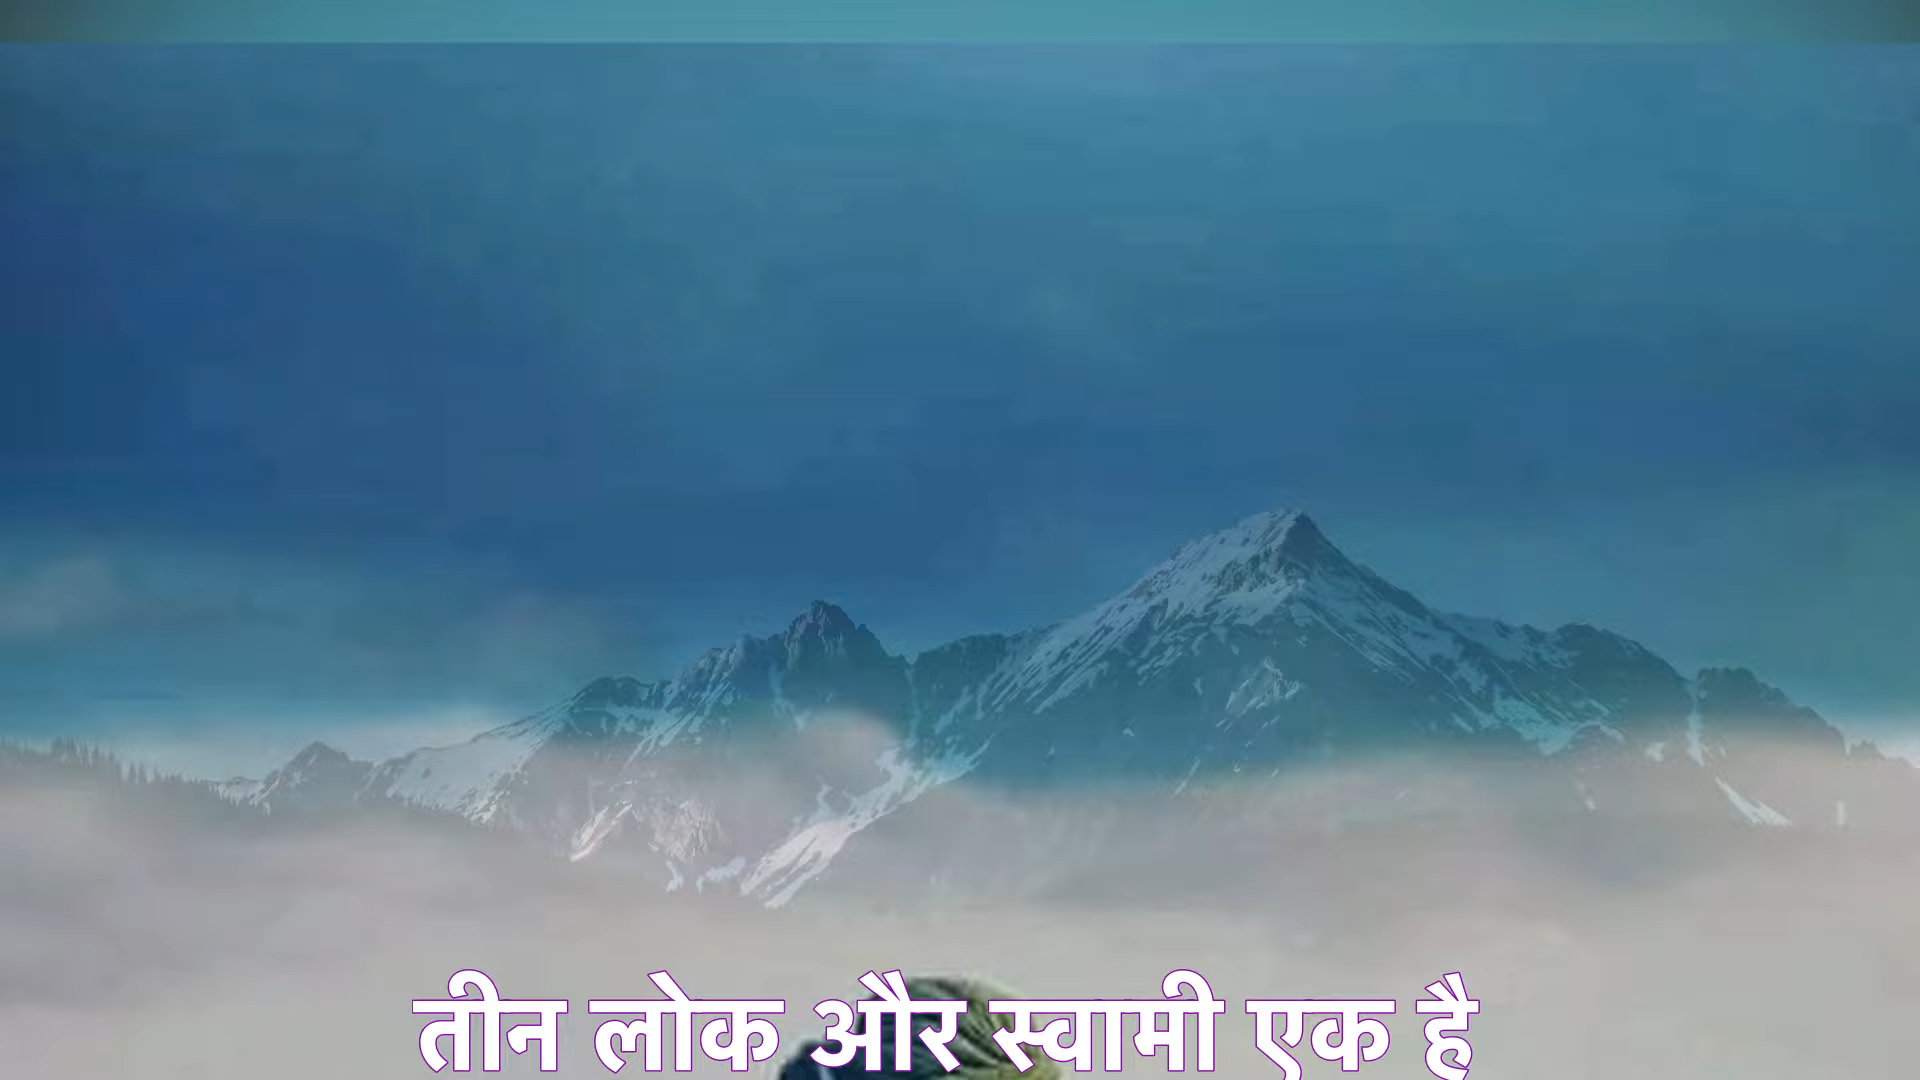 तीन लोक और स्वामी एक है